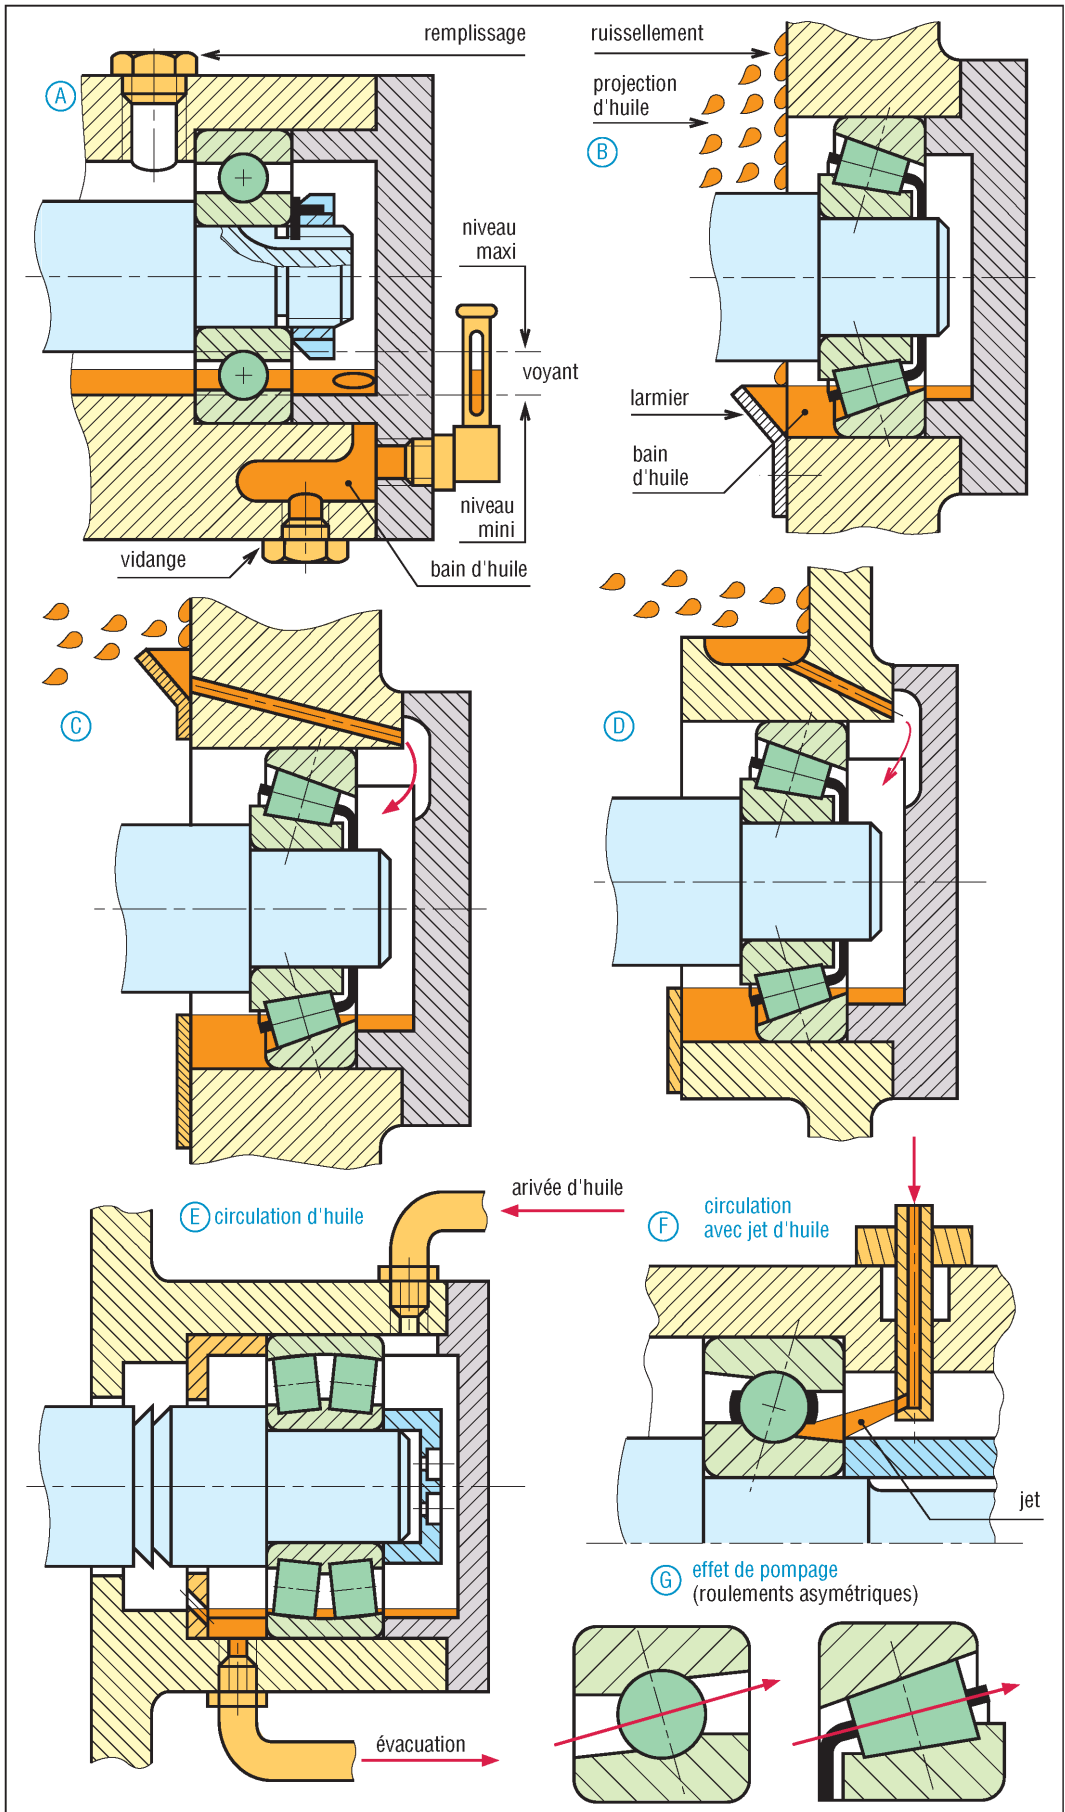 remplissage
A
niveau
maxi
voyant
niveau
mini
vidange
bain d'huile
ruissellement
projection
d'huile
B
larmier
bain
d'huile
C
D
E circulation d'huile
arivée d'huile
évacuation
F
circulation
avec jet d'huile
jet
G
effet de pompage
(roulements asymétriques)